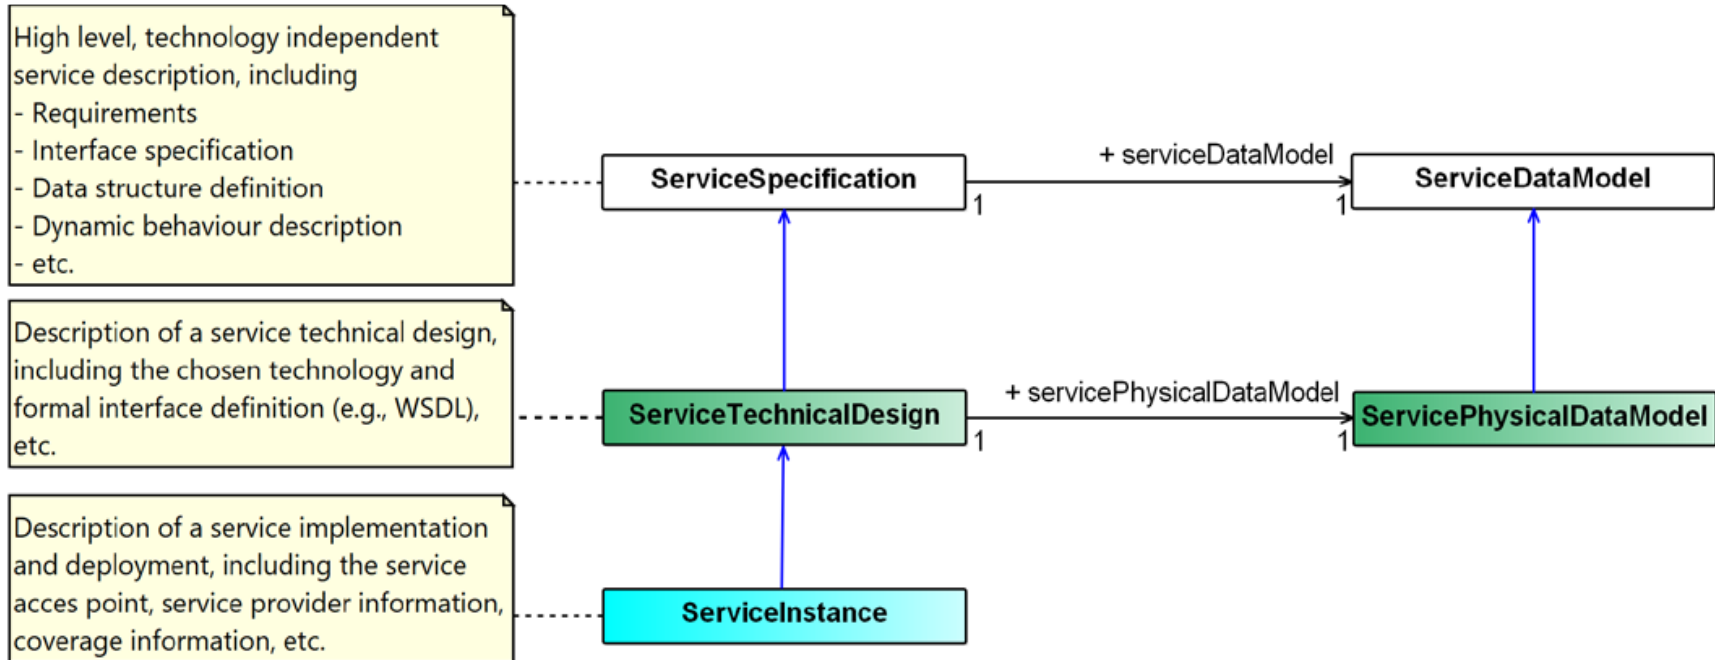 High level, technology independent
service description, including
- Requirements
- Interface specification
- Data structure definition
- Dynamic behaviour description
- etc.
ServiceSpecification
+ serviceDataModel
1
1
ServiceDataModel
Description of a service technical design,
including the chosen technology and
formal interface definition (e.g., WSDL),
etc.
ServiceTechnicalDesign
+ servicePhysicalDataModel
1
1
ServicePhysicalDataModel
Description of a service implementation
and deployment, including the service
acces point, service provider information,
coverage information, etc.
ServiceInstance